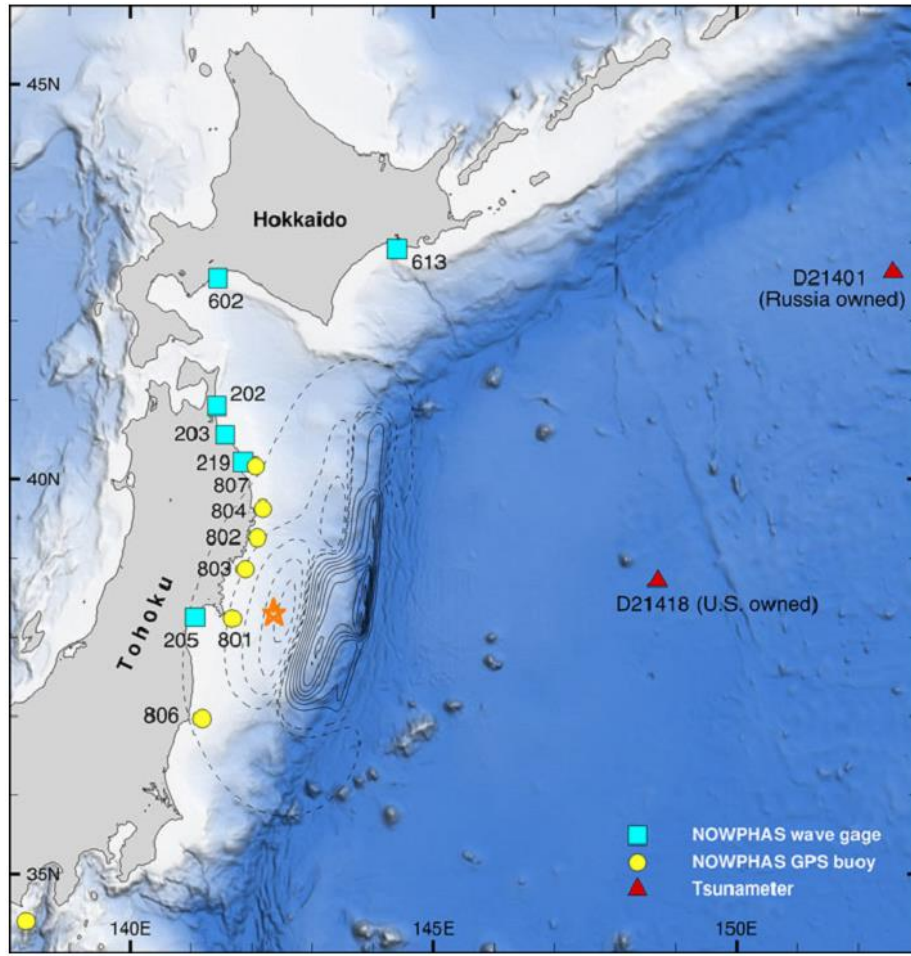 45N
Hokkaido
613
D21401
(Russia owned)
602
202
203
40N
219
807
804
802
803
D21418 (U.S. owned)
Tohoku
205
801
806
NOWPHAS wave gage
NOWPHAS GPS buoy
35N
Tsunameter
140E
145E
150E